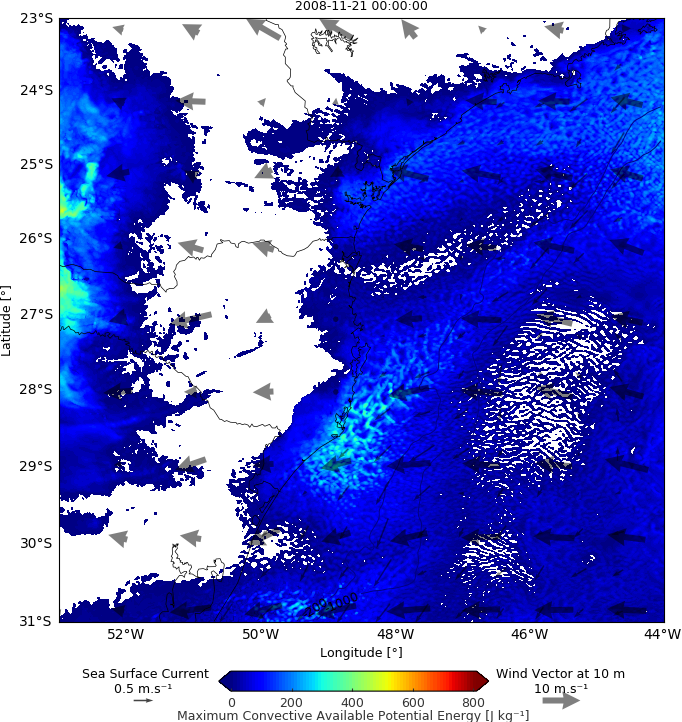 2008-11-21 00:00:00
23°S
24°S
25°S
26°S
27°S
28°S
29°S
30°S
31°S
Latitude [°]
52°W 50°W 48°W 46°W 44°W
Longitude [°]
Sea Surface Current
0.5 m.s⁻¹
Wind Vector at 10 m
10 m.s⁻¹
0 200 400 600 800
Maximum Convective Available Potential Energy [J kg⁻¹]